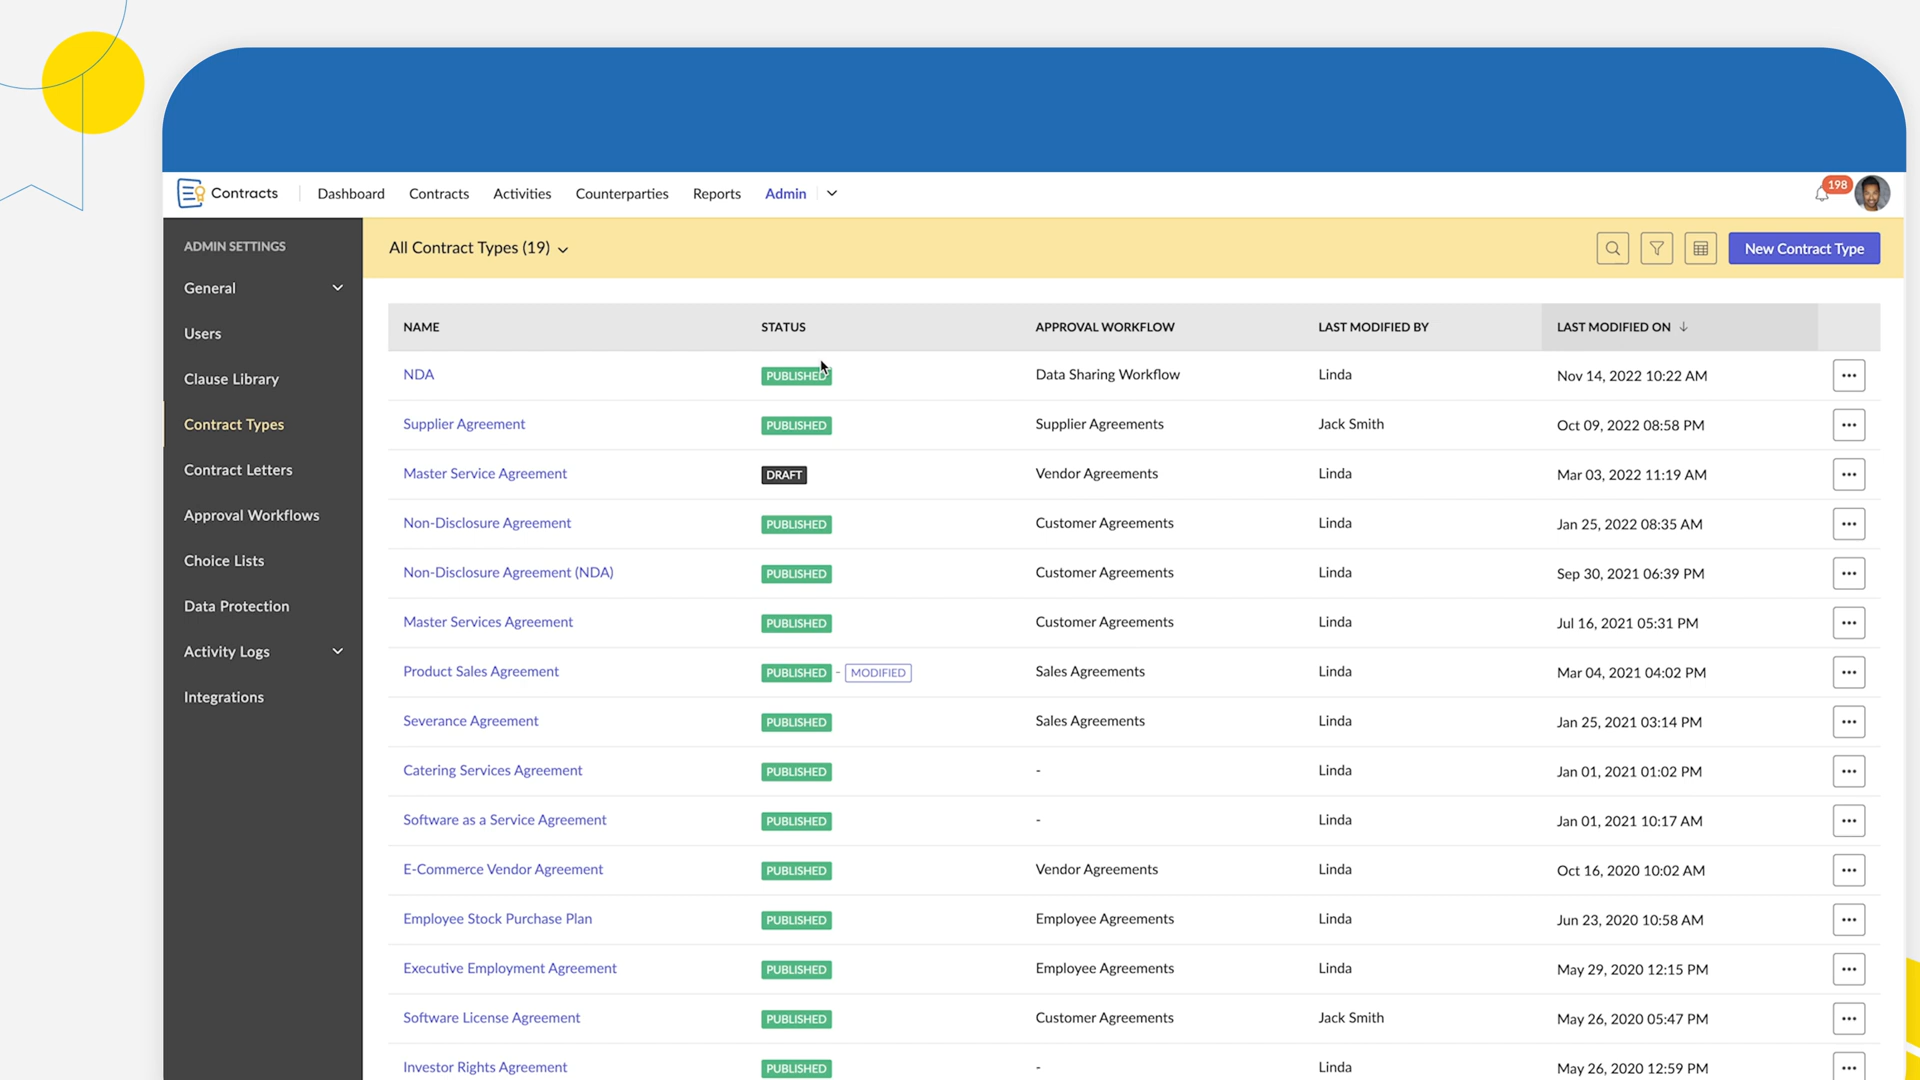 Contracts Dashboard Contracts Activities Counterparties Reports Admin 198
ADMIN SETTINGS
General
Users
Clause Library
Contract Types
Contract Letters
Approval Workflows
Choice Lists
Data Protection
Activity Logs
Integrations
All Contract Types (19) New Contract Type
NAME STATUS APPROVAL WORKFLOW LAST MODIFIED BY LAST MODIFIED ON
NDA PUBLISHED Data Sharing Workflow Linda Nov 14, 2022 10:22 AM
Supplier Agreement PUBLISHED Supplier Agreements Jack Smith Oct 09, 2022 08:58 PM
Master Service Agreement DRAFT Vendor Agreements Linda Mar 03, 2022 11:19 AM
Non-Disclosure Agreement PUBLISHED Customer Agreements Linda Jan 25, 2022 08:35 AM
Non-Disclosure Agreement (NDA) PUBLISHED Customer Agreements Linda Sep 30, 2021 06:39 PM
Master Services Agreement PUBLISHED Customer Agreements Linda Jul 16, 2021 05:31 PM
Product Sales Agreement PUBLISHED - MODIFIED Sales Agreements Linda Mar 04, 2021 04:02 PM
Severance Agreement PUBLISHED Sales Agreements Linda Jan 25, 2021 03:14 PM
Catering Services Agreement PUBLISHED - Linda Jan 01, 2021 01:02 PM
Software as a Service Agreement PUBLISHED - Linda Jan 01, 2021 10:17 AM
E-Commerce Vendor Agreement PUBLISHED Vendor Agreements Linda Oct 16, 2020 10:02 AM
Employee Stock Purchase Plan PUBLISHED Employee Agreements Linda Jun 23, 2020 10:58 AM
Executive Employment Agreement PUBLISHED Employee Agreements Linda May 29, 2020 12:15 PM
Software License Agreement PUBLISHED Customer Agreements Jack Smith May 26, 2020 05:47 PM
Investor Rights Agreement PUBLISHED - Linda May 26, 2020 12:59 PM